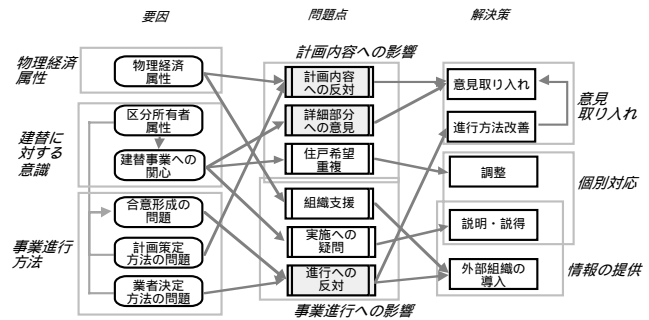 要因
問題点
解決策
計画内容への影響
物理経済
属性
物理経済
属性
計画内容
への反対
意見取り入れ
区分所有者
属性
詳細部分
への意見
進行方法改善
意見
取り入れ
建替に
対する
意識
建替事業への
関心
住戸希望
重複
調整
個別対応
合意形成の
問題
組織支援
説明・説得
事業進行
方法
計画策定
方法の問題
実施への
疑問
業者決定
方法の問題
進行への
反対
外部組織の
導入
情報の提供
事業進行への影響